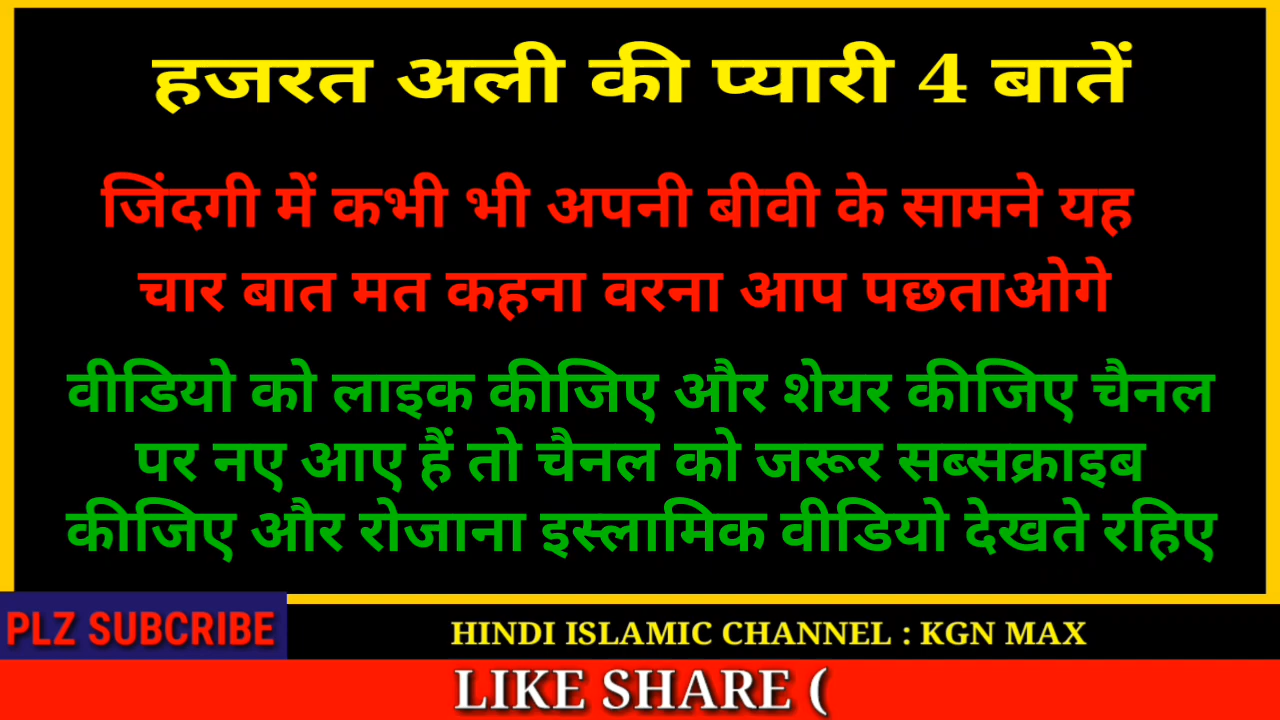 हजरत अली की प्यारी 4 बातें
जिंदगी में कभी भी अपनी बीवी के सामने यह
चार बात मत कहना वरना आप पछताओगे
वीडियो को लाइक कीजिए और शेयर कीजिए चैनल
पर नए आए हैं तो चैनल को जरूर सब्सक्राइब
कीजिए और रोजाना इस्लामिक वीडियो देखते रहिए
PLZ SUBCRIBE
HINDI ISLAMIC CHANNEL : KGN MAX
LIKE SHARE (